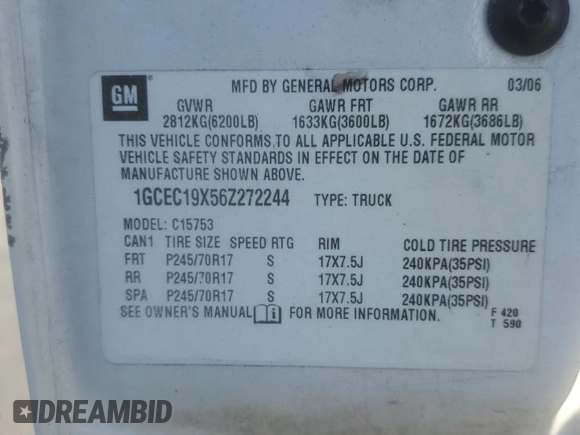 GM
MFD BY GENERAL MOTORS CORP. 03/06
GVWR GAWR FRT GAWR RR
2812KG(6200LB) 1633KG(3600LB) 1672KG(3686LB)
THIS VEHICLE CONFORMS TO ALL APPLICABLE U.S. FEDERAL MOTOR
VEHICLE SAFETY STANDARDS IN EFFECT ON THE DATE OF
MANUFACTURE SHOWN ABOVE.
1GCEC19X56Z272244 TYPE: TRUCK
MODEL: C15753
CAN1 TIRE SIZE SPEED RTG RIM COLD TIRE PRESSURE
FRT P245/70R17 S 17X7.5J 240KPA(35PSI)
RR P245/70R17 S 17X7.5J 240KPA(35PSI)
SPA P245/70R17 S 17X7.5J 240KPA(35PSI)
SEE OWNER'S MANUAL FOR MORE INFORMATION.
F 420
T 590
DREAMBID